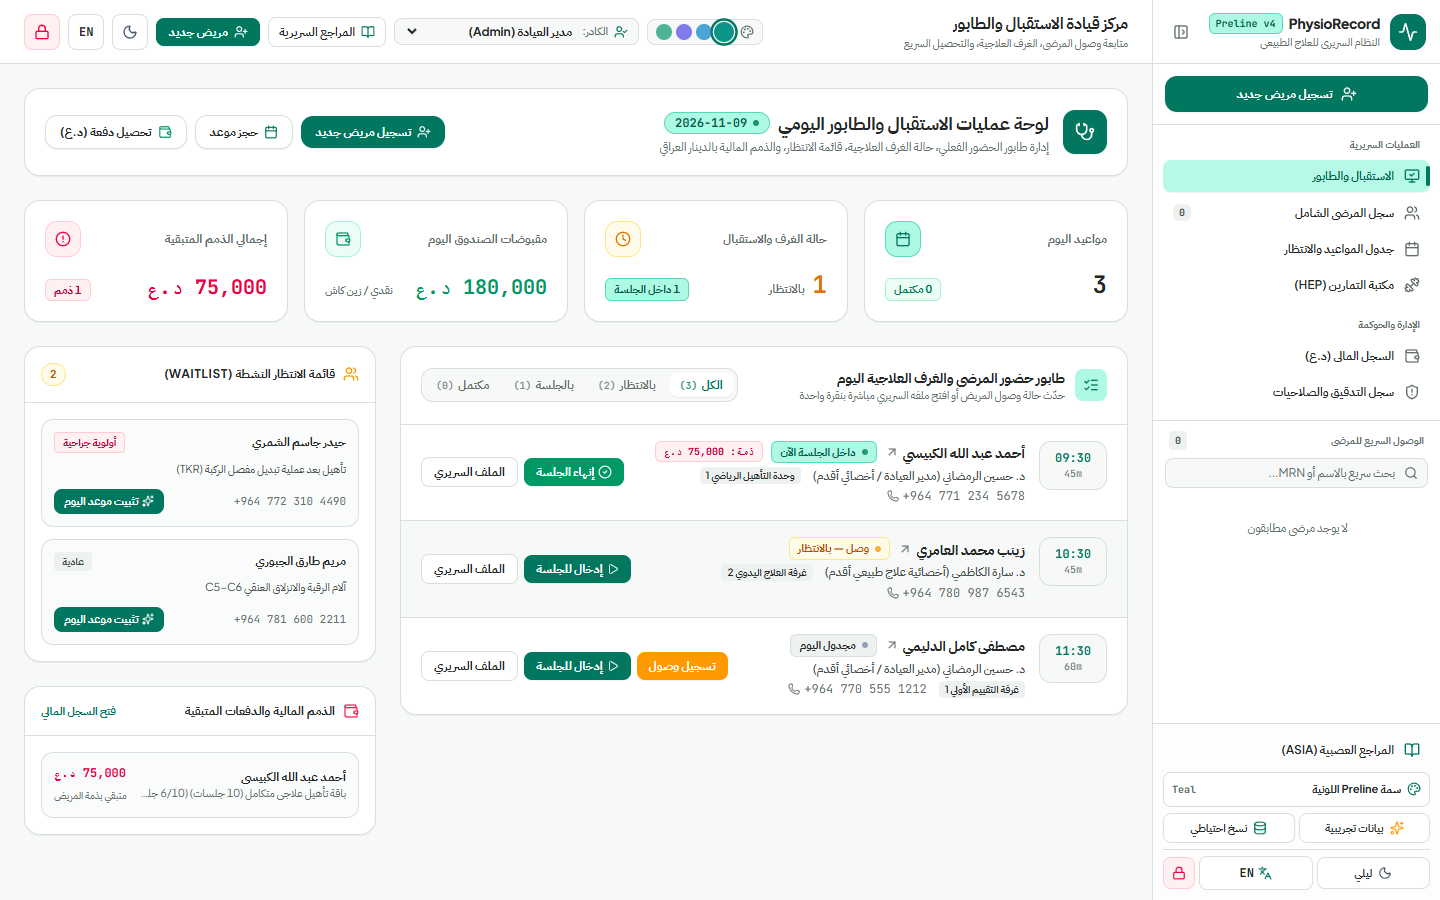 PhysioRecord Preline v4
النظام السريري للعلاج الطبيعي
تسجيل مريض جديد
العمليات السريرية
الاستقبال والطابور
سجل المرضى الشامل 0
جدول المواعيد والانتظار
مكتبة التمارين (HEP)
الإدارة والحوكمة
السجل المالي (د.ع)
سجل التدقيق والصلاحيات
الوصول السريع للمرضى 0
بحث سريع بالاسم أو MRN...
لا يوجد مرضى مطابقون
المراجع العصبية (ASIA)
سمة Preline اللونية Teal
بيانات تجريبية
نسخ احتياطي
ليلي
EN
مركز قيادة الاستقبال والطابور
متابعة وصول المرضى، الغرف العلاجية، والتحصيل السريع
الكادر: مدير العيادة (Admin)
المراجع السريرية
مريض جديد
EN
لوحة عمليات الاستقبال والطابور اليومي 2026-11-09
إدارة طابور الحضور الفعلي، حالة الغرف العلاجية، قائمة الانتظار، والذمم المالية بالدينار العراقي
تسجيل مريض جديد
حجز موعد
تحصيل دفعة (د.ع)
مواعيد اليوم
3
0 مكتمل
حالة الغرف والاستقبال
1 بالانتظار
1 داخل الجلسة
مقبوضات الصندوق اليوم
180,000 د.ع
نقدي / زين كاش
إجمالي الذمم المتبقية
75,000 د.ع
1 ذمم
طابور حضور المرضى والغرف العلاجية اليوم
حدّث حالة وصول المريض أو افتح ملفه السريري مباشرة بنقرة واحدة
الكل (3)
بالانتظار (2)
بالجلسة (1)
مكتمل (0)
09:30
45m
أحمد عبد الله الكبيسي
داخل الجلسة الآن
ذمة: 75,000 د.ع
د. حسين الرمضاني (مدير العيادة / أخصائي أقدم)
وحدة التأهيل الرياضي 1
+964 771 234 5678
إنهاء الجلسة
الملف السريري
10:30
45m
زينب محمد العامري
وصل — بالانتظار
د. سارة الكاظمي (أخصائية علاج طبيعي أقدم)
غرفة العلاج اليدوي 2
+964 780 987 6543
إدخال للجلسة
الملف السريري
11:30
60m
مصطفى كامل الدليمي
مجدول اليوم
د. حسين الرمضاني (مدير العيادة / أخصائي أقدم)
غرفة التقييم الأولي 1
+964 770 555 1212
تسجيل وصول
إدخال للجلسة
الملف السريري
قائمة الانتظار النشطة (WAITLIST) 2
حيدر جاسم الشمري
أولوية جراحية
تأهيل بعد عملية تبديل مفصل الركبة (TKR)
+964 772 310 4490
تثبيت موعد اليوم
مريم طارق الجبوري
عادية
آلام الرقبة والانزلاق العنقي C5–C6
+964 781 600 2211
تثبيت موعد اليوم
الذمم المالية والدفعات المتبقية
فتح السجل المالي
أحمد عبد الله الكبيسي
75,000 د.ع
باقة تأهيل علاجي متكامل (10 جلسات) (6/10 جلـ...
متبقي بذمة المريض